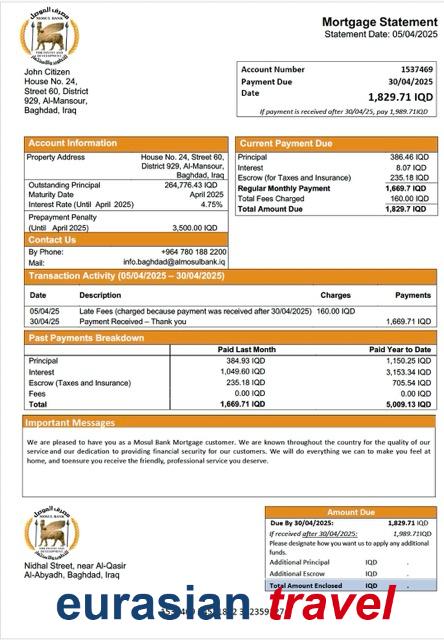 Mortgage Statement
Statement Date: 05/04/2025
MOSUL BANK
John Citizen
House No. 24,
Street 60, District
929, Al-Mansour,
Baghdad, Iraq
Account Number 1537469
Payment Due 30/04/2025
Date 1,829.71 IQD
If payment is received after 30/04/25, pay 1,989.71IQD
Account Information
Property Address House No. 24, Street 60,
District 929, Al-Mansour,
Baghdad, Iraq
Outstanding Principal 264,776.43 IQD
Maturity Date April 2025
Interest Rate (Until April 2025) 4.75%
Prepayment Penalty
(Until April 2025) 3,500.00 IQD
Contact Us
By Phone: +964 780 188 2200
Mail: info.baghdad@almosulbank.iq
Current Payment Due
Principal 386.46 IQD
Interest 8.07 IQD
Escrow (for Taxes and Insurance) 235.18 IQD
Regular Monthly Payment 1,669.7 IQD
Total Fees Charged 160.00 IQD
Total Amount Due 1,829.7 IQD
Transaction Activity (05/04/2025 – 30/04/2025)
Date Description Charges Payments
05/04/25 Late Fees (charged because payment was received after 30/04/2025) 160.00 IQD
30/04/25 Payment Received – Thank you 1,669.71 IQD
Past Payments Breakdown
Paid Last Month Paid Year to Date
Principal 384.93 IQD 1,150.25 IQD
Interest 1,049.60 IQD 3,153.34 IQD
Escrow (Taxes and Insurance) 235.18 IQD 705.54 IQD
Fees 0.00 IQD 0.00 IQD
Total 1,669.71 IQD 5,009.13 IQD
Important Messages
We are pleased to have you as a Mosul Bank Mortgage customer. We are known throughout the country for the quality of our
service and our dedication to providing financial security for our customers. We will do everything we can to make you feel at
home, and toensure you receive the friendly, professional service you deserve.
MOSUL BANK
Nidhal Street, near Al-Qasir
Al-Abyadh, Baghdad, Iraq
Amount Due
Due By 30/04/2025: 1,829.71 IQD
If received after 30/04/2025: 1,989.71IQD
Please designate how you want us to apply any additional
funds.
Additional Principal IQD .
Additional Escrow IQD .
Total Amount Enclosed IQD .
eurasian travel